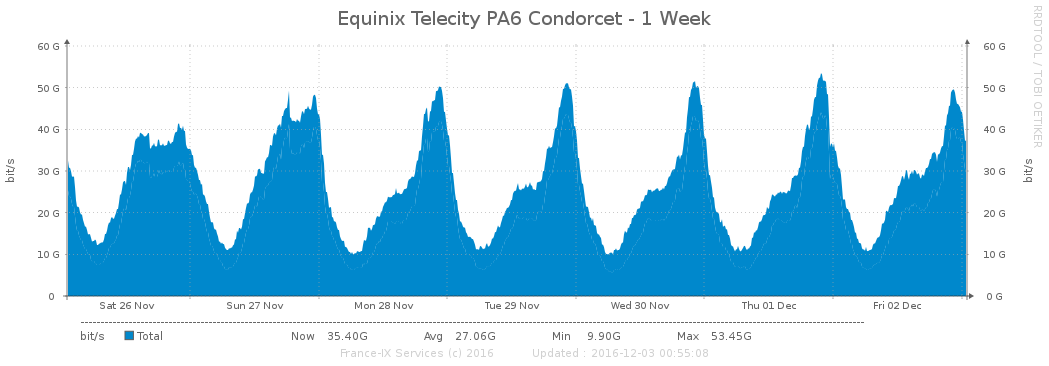 Equinix Telecity PA6 Condorcet - 1 Week
RRDTOOL / TOBI OETIKER
60 G 60 G
50 G 50 G
40 G 40 G
30 G 30 G
20 G 20 G
10 G 10 G
0 0 G
bit/s
bit/s
Sat 26 Nov Sun 27 Nov Mon 28 Nov Tue 29 Nov Wed 30 Nov Thu 01 Dec Fri 02 Dec
bit/s Total Now 35.40G Avg 27.06G Min 9.90G Max 53.45G
France-IX Services (c) 2016 Updated : 2016-12-03 00:55:08